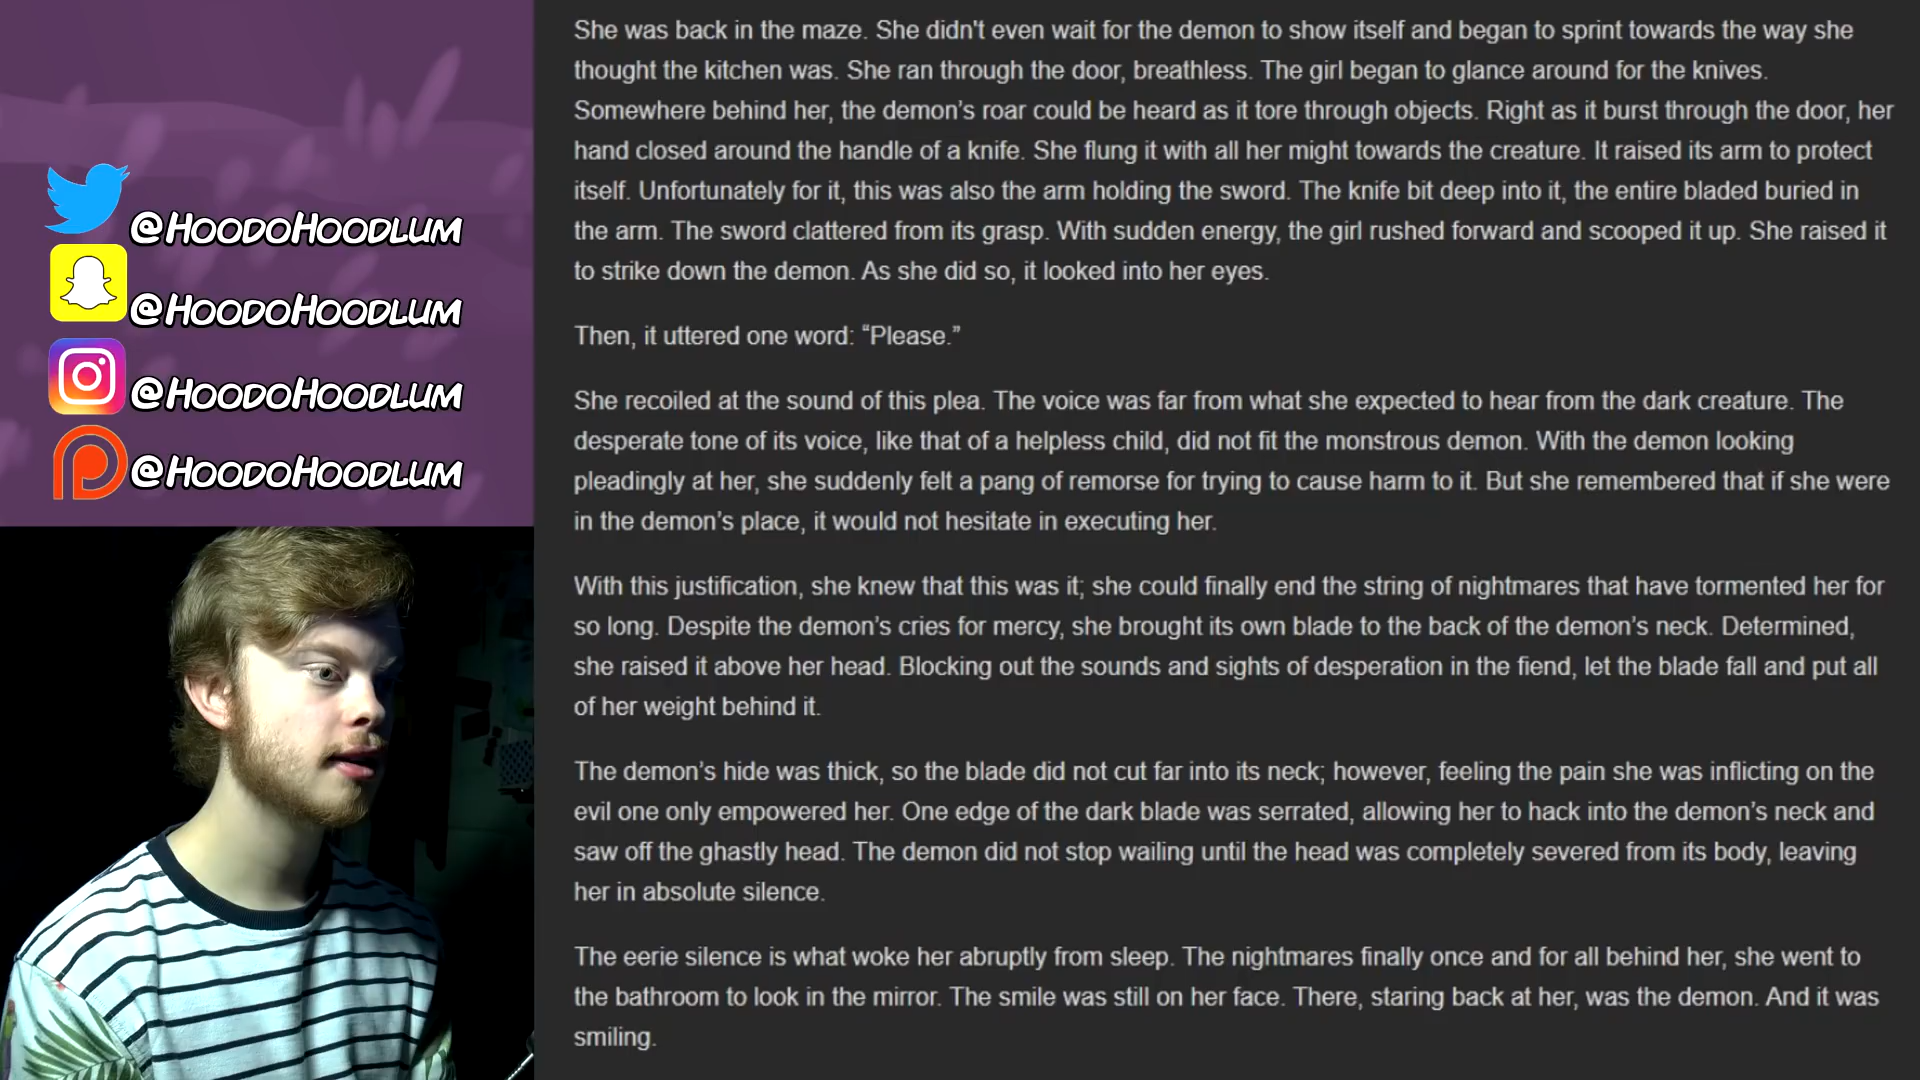 @HoodoHoodlum
@HoodoHoodlum
@HoodoHoodlum
@HoodoHoodlum
She was back in the maze. She didn't even wait for the demon to show itself and began to sprint towards the way she
thought the kitchen was. She ran through the door, breathless. The girl began to glance around for the knives.
Somewhere behind her, the demon’s roar could be heard as it tore through objects. Right as it burst through the door, her
hand closed around the handle of a knife. She flung it with all her might towards the creature. It raised its arm to protect
itself. Unfortunately for it, this was also the arm holding the sword. The knife bit deep into it, the entire bladed buried in
the arm. The sword clattered from its grasp. With sudden energy, the girl rushed forward and scooped it up. She raised it
to strike down the demon. As she did so, it looked into her eyes.
Then, it uttered one word: “Please.”
She recoiled at the sound of this plea. The voice was far from what she expected to hear from the dark creature. The
desperate tone of its voice, like that of a helpless child, did not fit the monstrous demon. With the demon looking
pleadingly at her, she suddenly felt a pang of remorse for trying to cause harm to it. But she remembered that if she were
in the demon’s place, it would not hesitate in executing her.
With this justification, she knew that this was it; she could finally end the string of nightmares that have tormented her for
so long. Despite the demon’s cries for mercy, she brought its own blade to the back of the demon’s neck. Determined,
she raised it above her head. Blocking out the sounds and sights of desperation in the fiend, let the blade fall and put all
of her weight behind it.
The demon’s hide was thick, so the blade did not cut far into its neck; however, feeling the pain she was inflicting on the
evil one only empowered her. One edge of the dark blade was serrated, allowing her to hack into the demon’s neck and
saw off the ghastly head. The demon did not stop wailing until the head was completely severed from its body, leaving
her in absolute silence.
The eerie silence is what woke her abruptly from sleep. The nightmares finally once and for all behind her, she went to
the bathroom to look in the mirror. The smile was still on her face. There, staring back at her, was the demon. And it was
smiling.